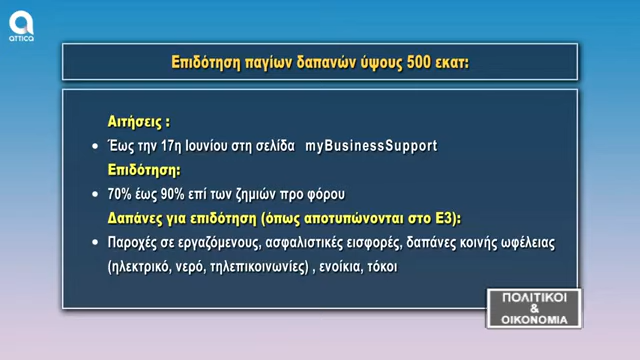 attica
Επιδότηση παγίων δαπανών ύψους 500 εκατ:
Αιτήσεις :
• Έως την 17η Ιουνίου στη σελίδα myBusinessSupport
Επιδότηση:
• 70% έως 90% επί των ζημιών προ φόρου
Δαπάνες για επιδότηση (όπως αποτυπώνονται στο Ε3):
• Παροχές σε εργαζόμενους, ασφαλιστικές εισφορές, δαπάνες κοινής ωφέλειας
(ηλεκτρικό, νερό, τηλεπικοινωνίες) , ενοίκια, τόκοι
ΠΟΛΙΤΙΚΟΙ
&
ΟΙΚΟΝΟΜΙΑ